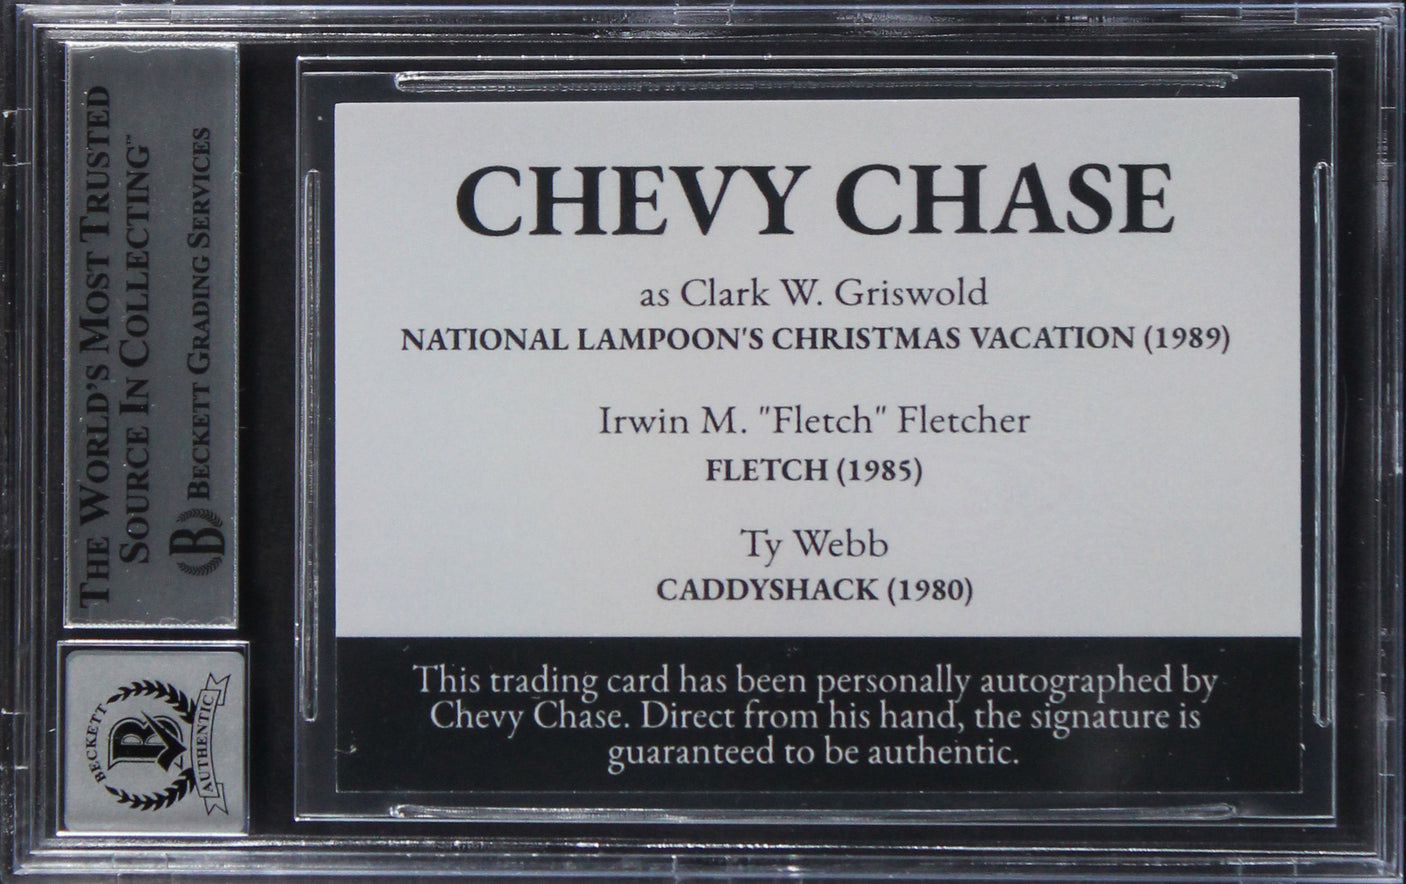 THE WORLD'S MOST TRUSTED
SOURCE IN COLLECTING™
BECKETT GRADING SERVICES
B
BECKETT
B
AUTHENTIC
CHEVY CHASE
as Clark W. Griswold
NATIONAL LAMPOON'S CHRISTMAS VACATION (1989)
Irwin M. "Fletch" Fletcher
FLETCH (1985)
Ty Webb
CADDYSHACK (1980)
This trading card has been personally autographed by
Chevy Chase. Direct from his hand, the signature is
guaranteed to be authentic.